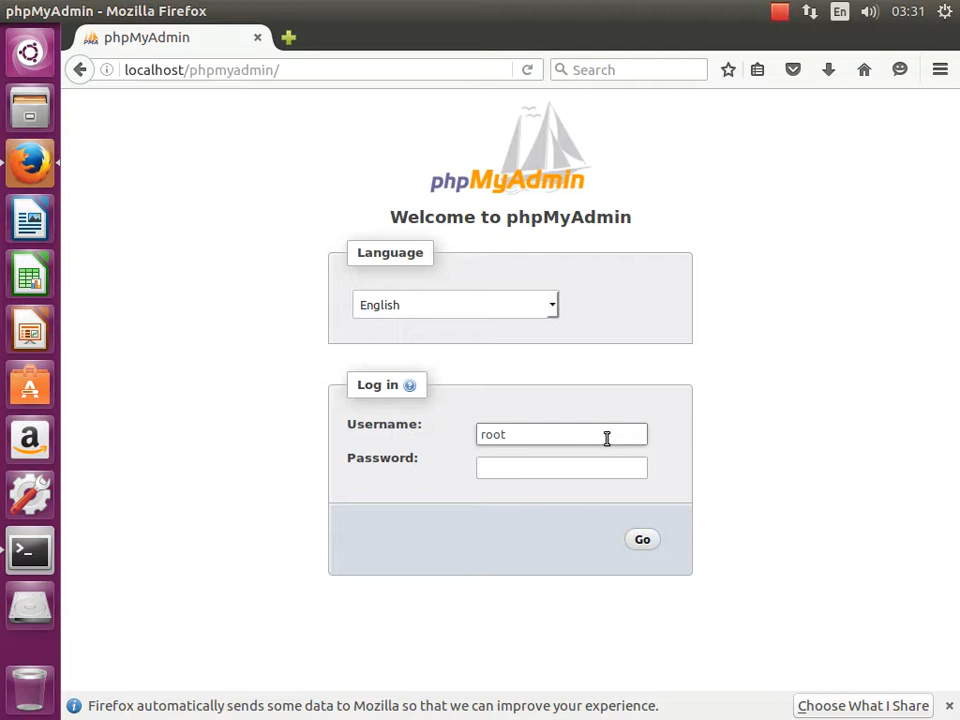 phpMyAdmin - Mozilla Firefox
En
03:31
PMA phpMyAdmin
localhost/phpmyadmin/
Search
phpMyAdmin
Welcome to phpMyAdmin
Language
English
Log in
Username:
root
Password:
Go
Firefox automatically sends some data to Mozilla so that we can improve your experience.
Choose What I Share